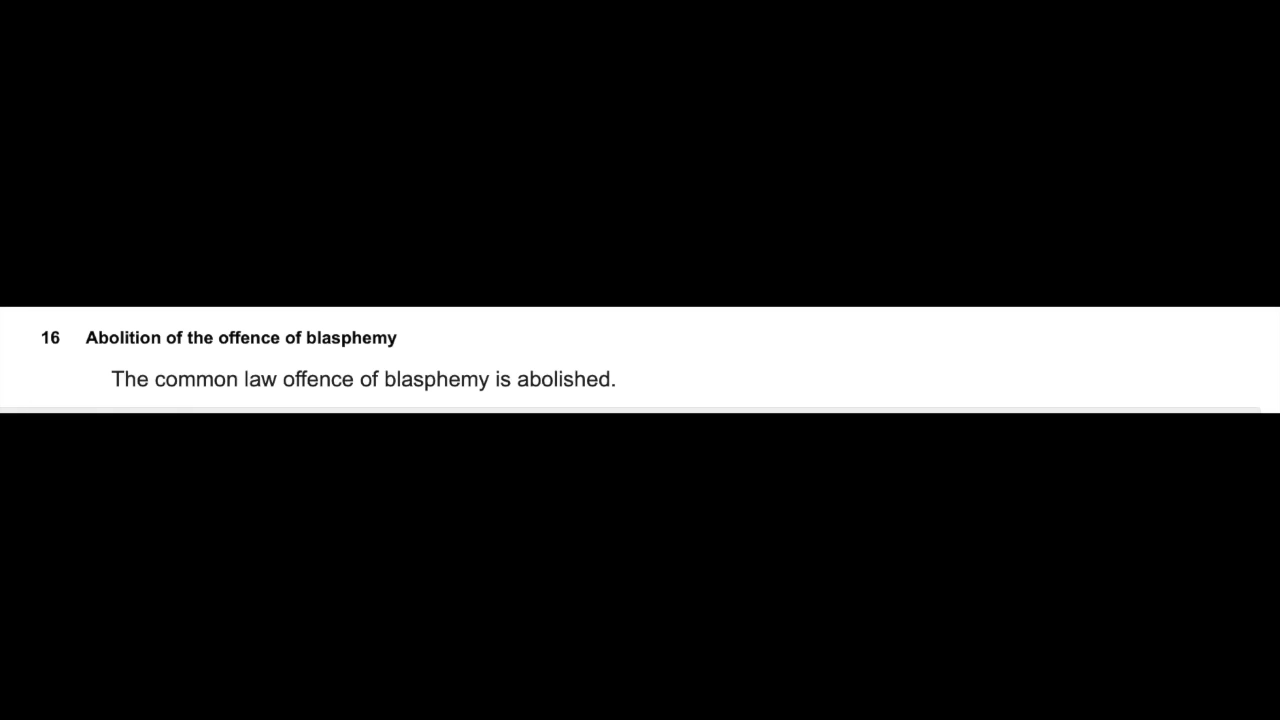 16 Abolition of the offence of blasphemy
The common law offence of blasphemy is abolished.